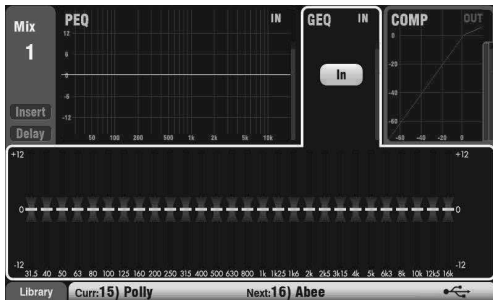 Mix
1
Insert
Delay
PEQ IN
12
6
0
-6
-12
50 100 200 500 1k 2k 5k 10k
GEQ IN
In
COMP OUT
0
-20
-40
-60
-60 -40 -20 0
+12 +12
0 0
-12 -12
31.5 40 50 63 80 100 125 160 200 250 315 400 500 630 800 1k 1k25 1k6 2k 2k5 3k15 4k 5k 6k3 8k 10k 12k5 16k
Library Curr:15) Polly Next:16) Abee